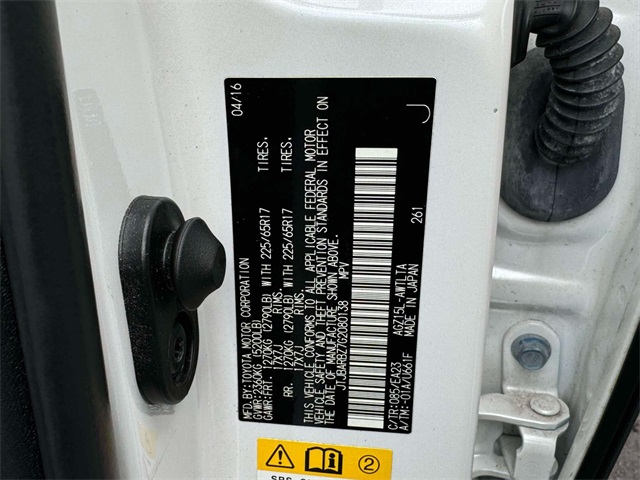 MFD.BY:TOYOTA MOTOR CORPORATION 04/16
GVWR:2360KG (5200LB)
GAWR:FRT. 1270KG (2790LB) WITH 225/65R17 TIRES,
17X7J RIMS.
RR. 1270KG (2790LB) WITH 225/65R17 TIRES,
17X7J RIMS.
THIS VEHICLE CONFORMS TO ALL APPLICABLE FEDERAL MOTOR
VEHICLE SAFETY AND THEFT PREVENTION STANDARDS IN EFFECT ON
THE DATE OF MANUFACTURE SHOWN ABOVE.
JTJBARBZ7G2080138 MPV
C/TR:085/EA23 AGZ15L-AWTLTA 261 J
A/TM:-01A/U661F MADE IN JAPAN
2